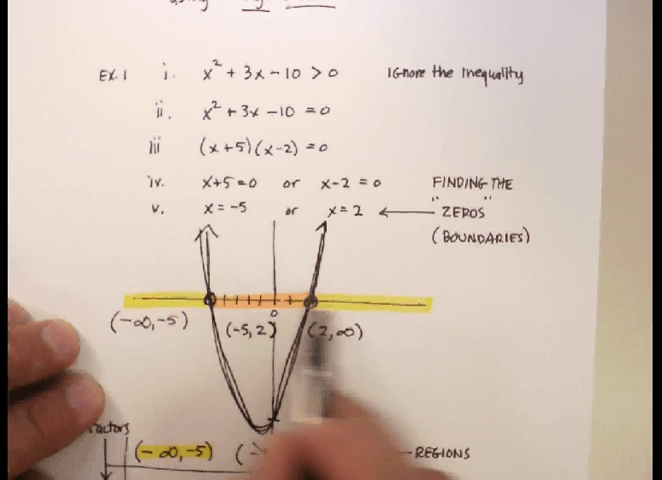 using
Ex. 1 i. x² + 3x - 10 > 0 Ignore the Inequality
ii. x² + 3x - 10 = 0
iii (x+5)(x-2) = 0
iv. x+5=0 or x-2=0 FINDING THE
v. x=-5 or x=2 ← "ZEROS"
(BOUNDARIES)
0
(-∞,-5) (-5,2) (2,∞)
factors
(-∞,-5) (- REGIONS